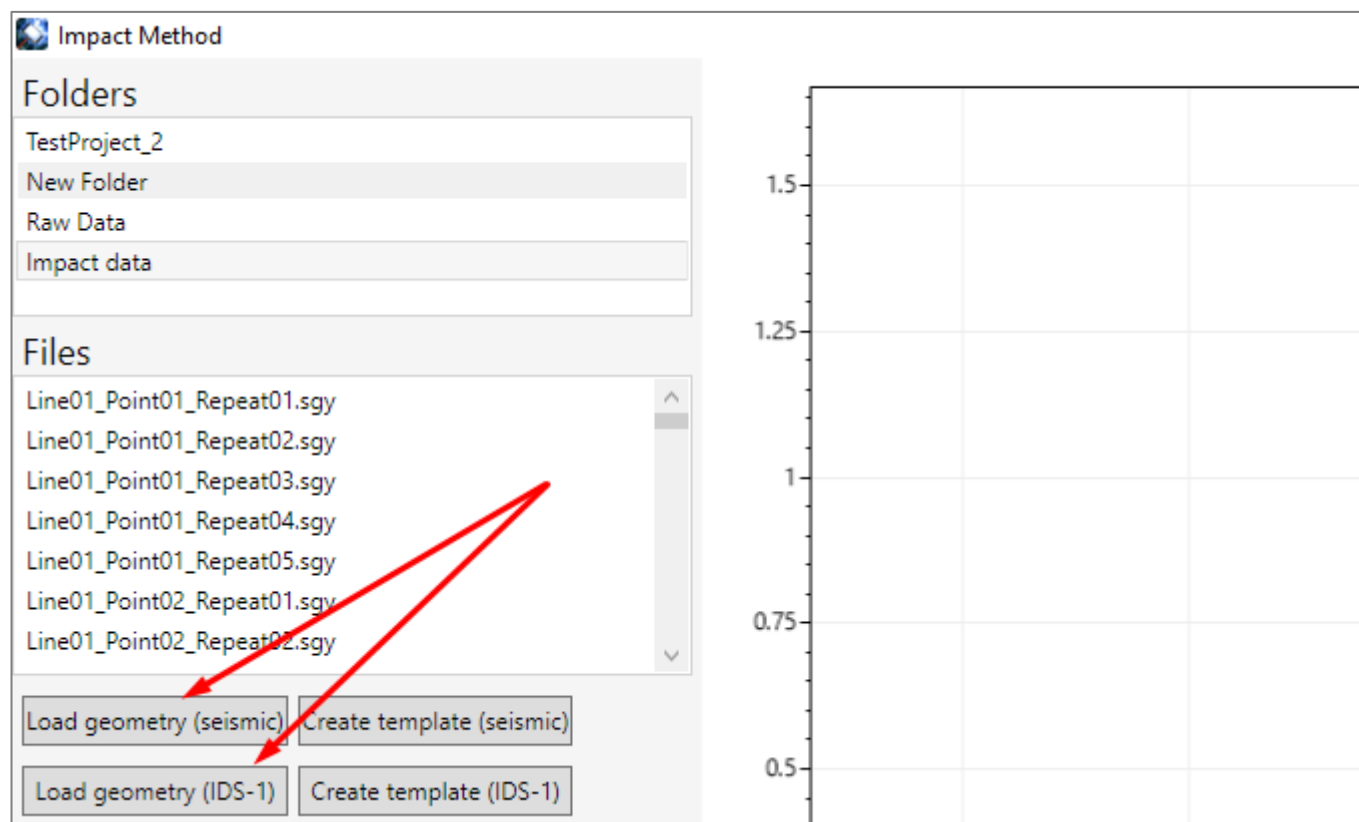 Impact Method
Folders
TestProject_2
New Folder
Raw Data
Impact data
Files
Line01_Point01_Repeat01.sgy
Line01_Point01_Repeat02.sgy
Line01_Point01_Repeat03.sgy
Line01_Point01_Repeat04.sgy
Line01_Point01_Repeat05.sgy
Line01_Point02_Repeat01.sgy
Line01_Point02_Repeat02.sgy
Load geometry (seismic)
Create template (seismic)
Load geometry (IDS-1)
Create template (IDS-1)
1.5
1.25
1
0.75
0.5